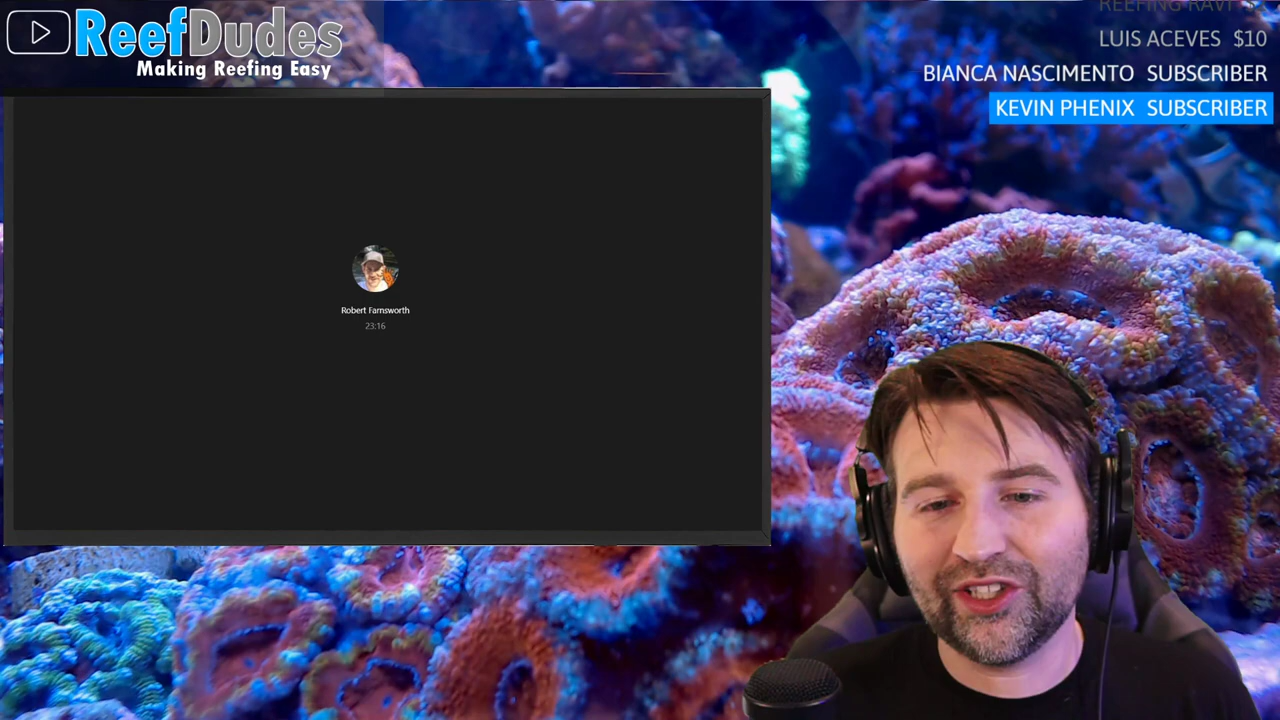 ReefDudes
Making Reefing Easy
LUIS ACEVES $10
BIANCA NASCIMENTO SUBSCRIBER
KEVIN PHENIX SUBSCRIBER
Robert Farnsworth
23:16